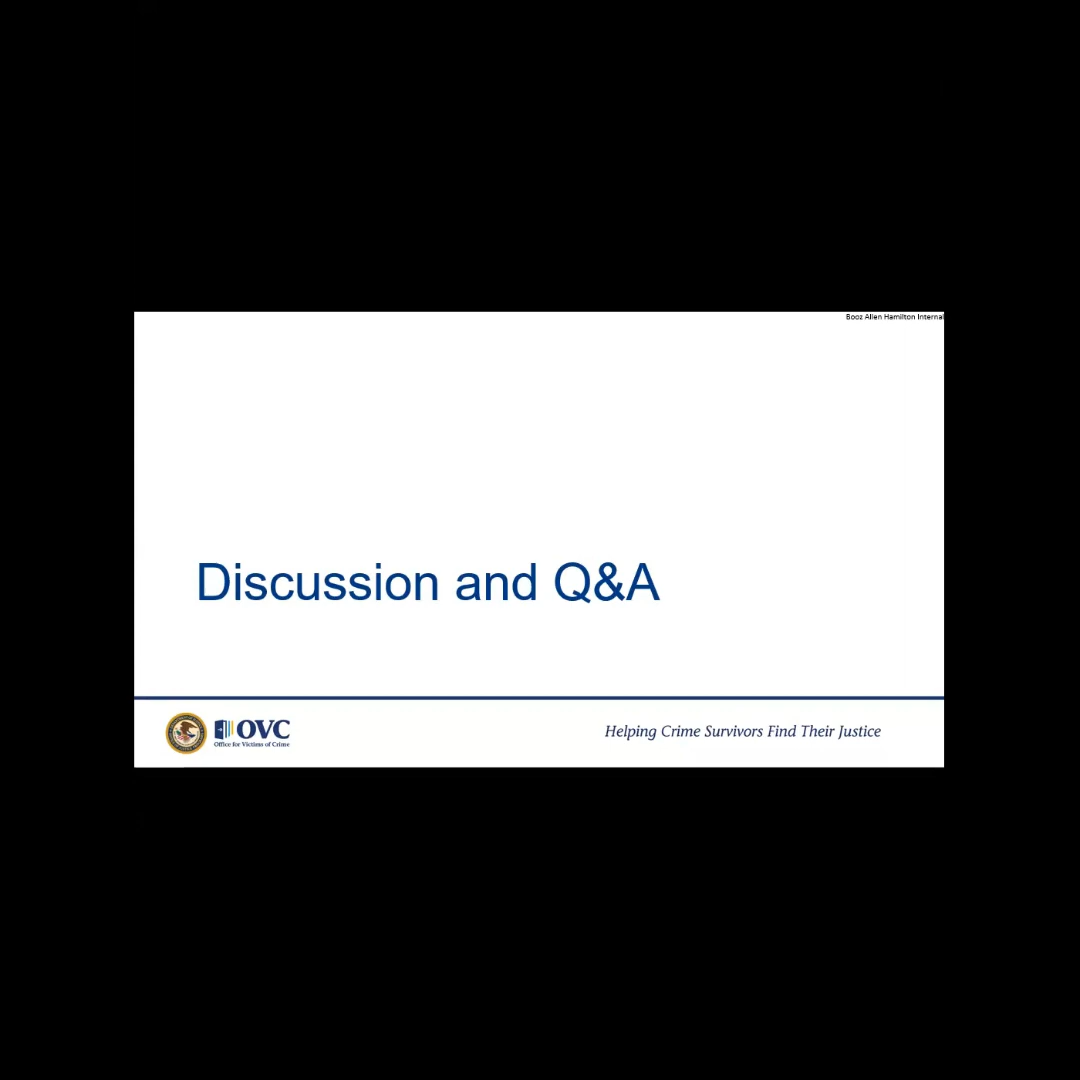 Booz Allen Hamilton Internal
Discussion and Q&A
OVC
Office for Victims of Crime
Helping Crime Survivors Find Their Justice